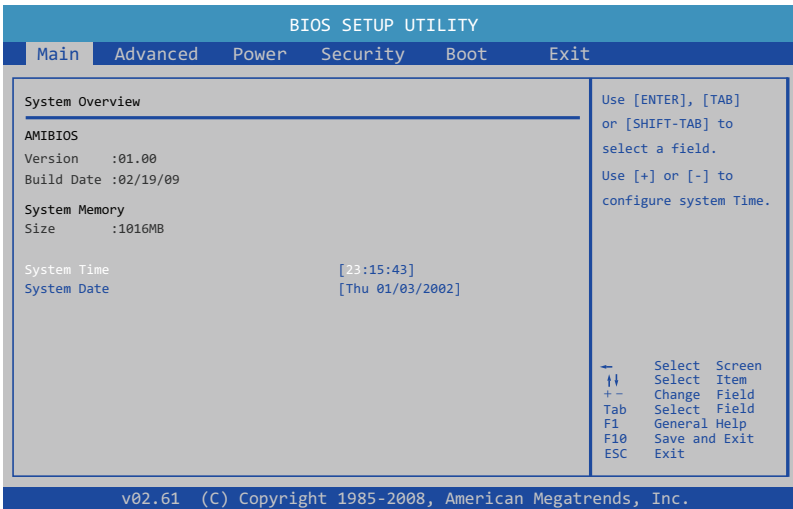 BIOS SETUP UTILITY
Main Advanced Power Security Boot Exit
System Overview
AMIBIOS
Version :01.00
Build Date :02/19/09
System Memory
Size :1016MB
System Time [23:15:43]
System Date [Thu 01/03/2002]
Use [ENTER], [TAB]
or [SHIFT-TAB] to
select a field.
Use [+] or [-] to
configure system Time.
← Select Screen
↑↓ Select Item
+- Change Field
Tab Select Field
F1 General Help
F10 Save and Exit
ESC Exit
v02.61 (C) Copyright 1985-2008, American Megatrends, Inc.